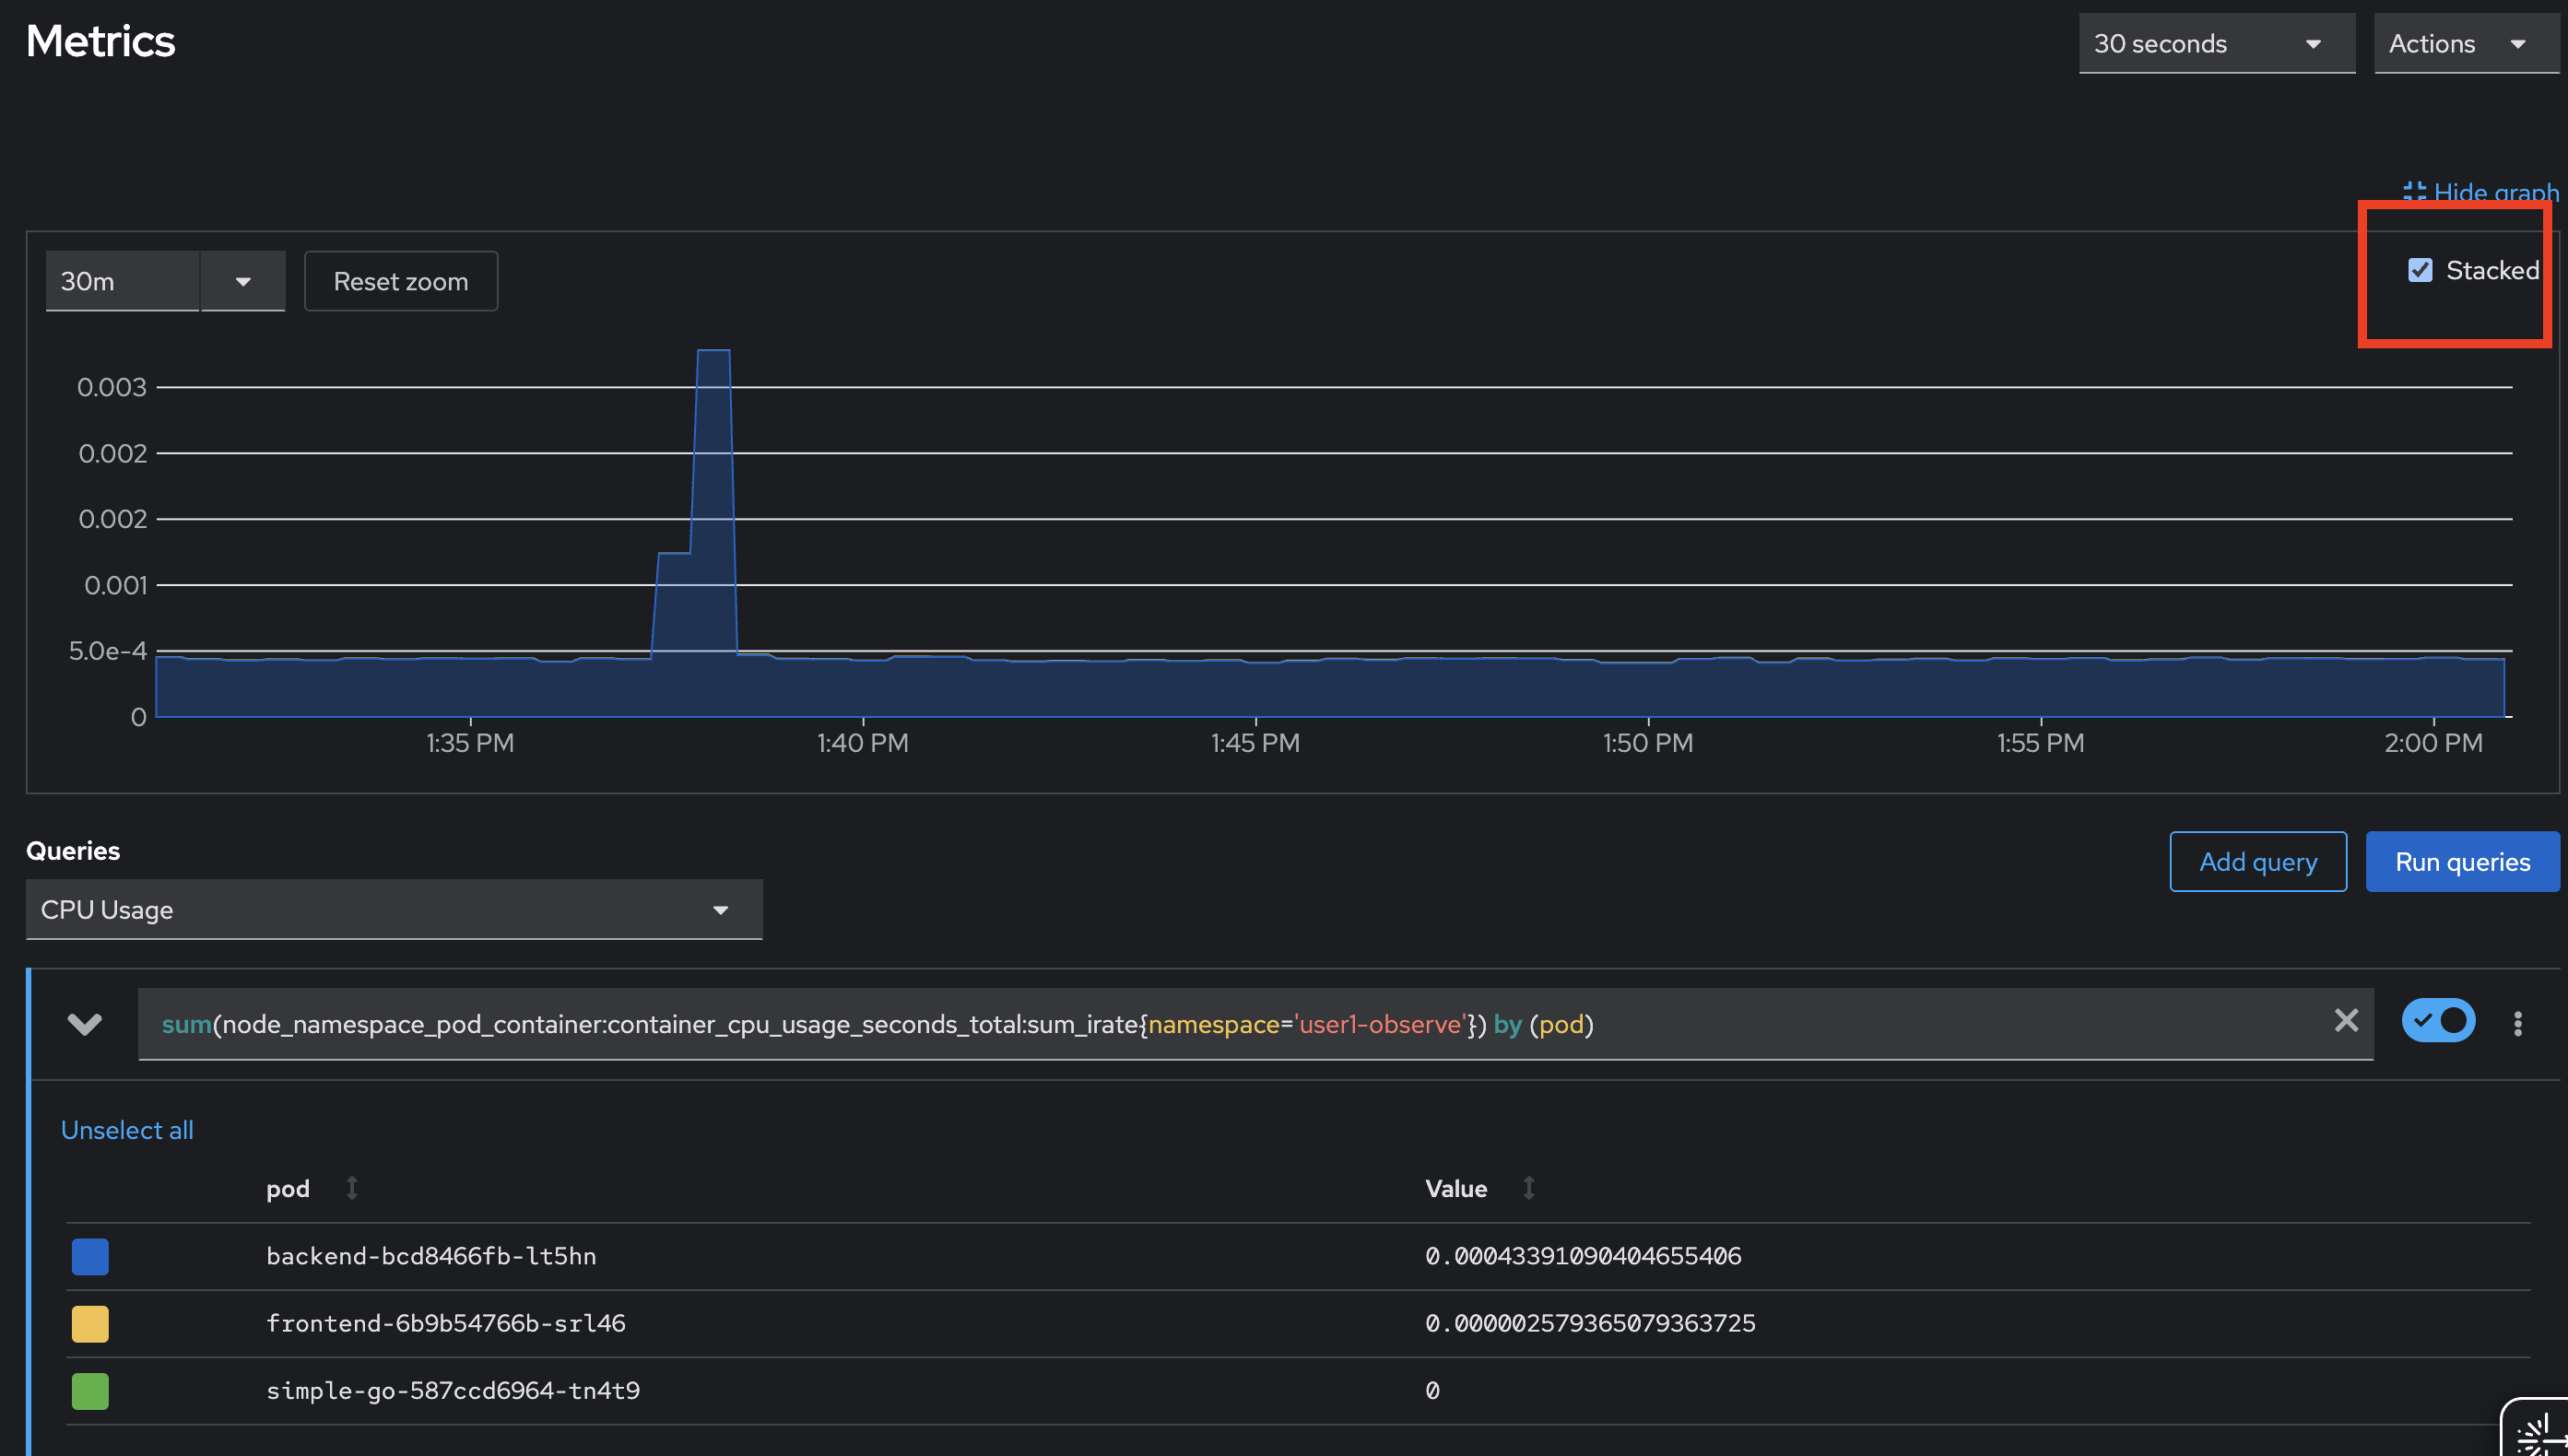 Metrics
30 seconds
Actions
Hide graph
30m
Reset zoom
Stacked
0.003
0.002
0.002
0.001
5.0e-4
0
1:35 PM 1:40 PM 1:45 PM 1:50 PM 1:55 PM 2:00 PM
Queries
Add query
Run queries
CPU Usage
sum(node_namespace_pod_container:container_cpu_usage_seconds_total:sum_irate{namespace='user1-observe'}) by (pod)
Unselect all
pod Value
backend-bcd8466fb-lt5hn 0.00043391090404655406
frontend-6b9b54766b-srl46 0.000002579365079363725
simple-go-587ccd6964-tn4t9 0